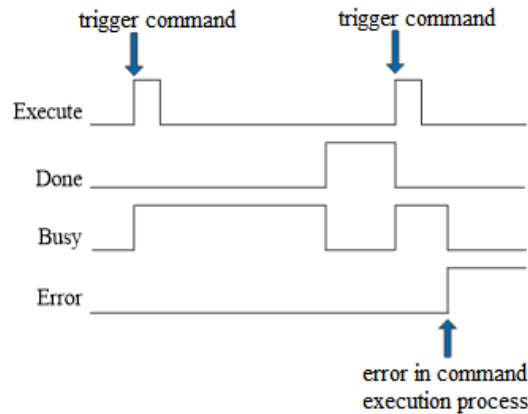 trigger command
trigger command
Execute
Done
Busy
Error
error in command
execution process